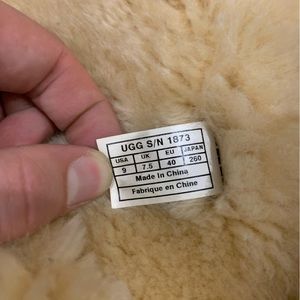 UGG S/N 1873
USA UK EU JAPAN
9 7.5 40 260
Made in China
Fabrique en Chine